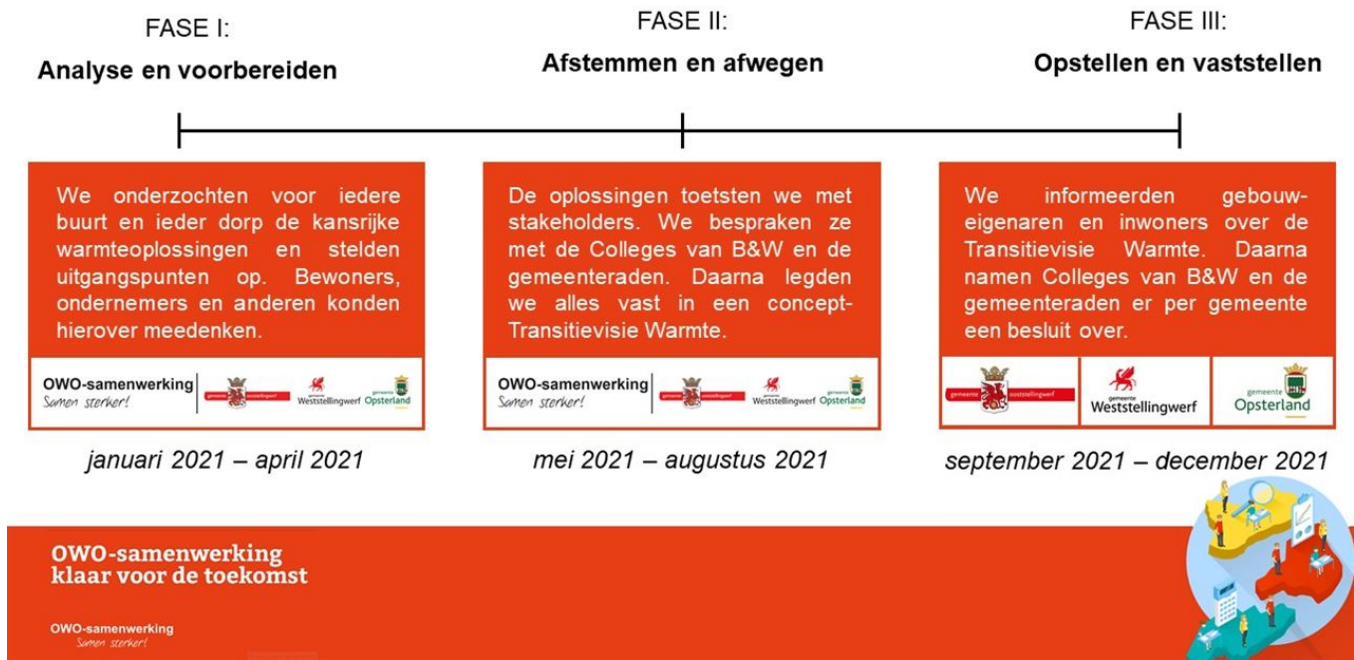 FASE I:
Analyse en voorbereiden
FASE II:
Afstemmen en afwegen
FASE III:
Opstellen en vaststellen
We onderzochten voor iedere
buurt en ieder dorp de kansrijke
warmteoplossingen en stelden
uitgangspunten op. Bewoners,
ondernemers en anderen konden
hierover meedenken.
OWO-samenwerking
Samen sterker!
gemeente
Weststellingwerf
gemeente
Opsterland
januari 2021 – april 2021
De oplossingen toetsten we met
stakeholders. We bespraken ze
met de Colleges van B&W en de
gemeenteraden. Daarna legden
we alles vast in een concept-
Transitievisie Warmte.
OWO-samenwerking
Samen sterker!
gemeente
Weststellingwerf
gemeente
Opsterland
mei 2021 – augustus 2021
We informeerden gebouw-
eigenaren en inwoners over de
Transitievisie Warmte. Daarna
namen Colleges van B&W en de
gemeenteraden er per gemeente
een besluit over.
gemeente ooststellingwerf
gemeente
Weststellingwerf
gemeente
Opsterland
september 2021 – december 2021
OWO-samenwerking
klaar voor de toekomst
OWO-samenwerking
Samen sterker!